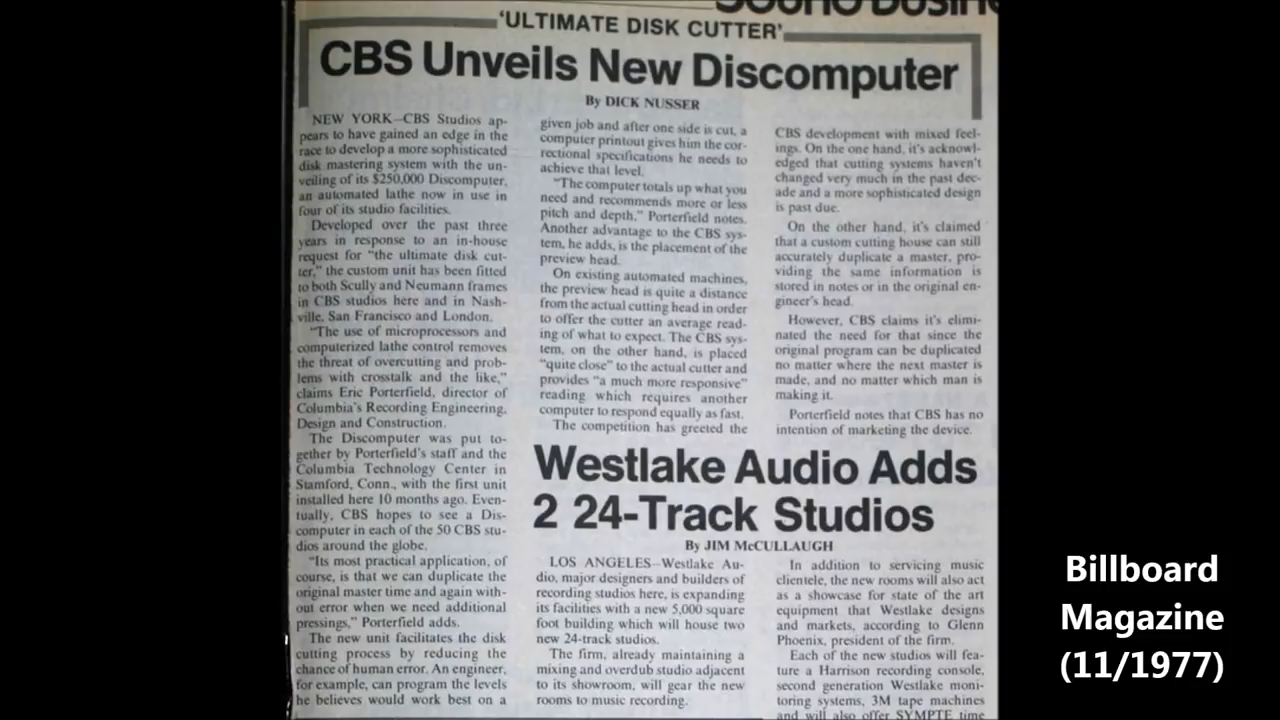 'ULTIMATE DISK CUTTER'
CBS Unveils New Discomputer
By DICK NUSSER
NEW YORK—CBS Studios ap-
pears to have gained an edge in the
race to develop a more sophisticated
disk mastering system with the un-
veiling of its $250,000 Discomputer,
an automated lathe now in use in
four of its studio facilities.
Developed over the past three
years in response to an in-house
request for "the ultimate disk cut-
ter," the custom unit has been fitted
to both Scully and Neumann frames
in CBS studios here and in Nash-
ville, San Francisco and London.
"The use of microprocessors and
computerized lathe control removes
the threat of overcutting and prob-
lems with crosstalk and the like,"
claims Eric Porterfield, director of
Columbia's Recording Engineering,
Design and Construction.
The Discomputer was put to-
gether by Porterfield's staff and the
Columbia Technology Center in
Stamford, Conn., with the first unit
installed here 10 months ago. Even-
tually, CBS hopes to see a Dis-
computer in each of the 50 CBS stu-
dios around the globe.
"Its most practical application, of
course, is that we can duplicate the
original master time and again with-
out error when we need additional
pressings," Porterfield adds.
The new unit facilitates the disk
cutting process by reducing the
chance of human error. An engineer,
for example, can program the levels
he believes would work best on a
given job and after one side is cut, a
computer printout gives him the cor-
rectional specifications he needs to
achieve that level.
"The computer totals up what you
need and recommends more or less
pitch and depth," Porterfield notes.
Another advantage to the CBS sys-
tem, he adds, is the placement of the
preview head.
On existing automated machines,
the preview head is quite a distance
from the actual cutting head in order
to offer the cutter an average read-
ing of what to expect. The CBS sys-
tem, on the other hand, is placed
"quite close" to the actual cutter and
provides "a much more responsive"
reading which requires another
computer to respond equally as fast.
The competition has greeted the
CBS development with mixed feel-
ings. On the one hand, it's acknowl-
edged that cutting systems haven't
changed very much in the past dec-
ade and a more sophisticated design
is past due.
On the other hand, it's claimed
that a custom cutting house can still
accurately duplicate a master, pro-
viding the same information is
stored in notes or in the original en-
gineer's head.
However, CBS claims it's elimi-
nated the need for that since the
original program can be duplicated
no matter where the next master is
made, and no matter which man is
making it.
Porterfield notes that CBS has no
intention of marketing the device.
Westlake Audio Adds
2 24-Track Studios
By JIM McCULLAUGH
LOS ANGELES—Westlake Au-
dio, major designers and builders of
recording studios here, is expanding
its facilities with a new 5,000 square
foot building which will house two
new 24-track studios.
The firm, already maintaining a
mixing and overdub studio adjacent
to its showroom, will gear the new
rooms to music recording.
In addition to servicing music
clientele, the new rooms will also act
as a showcase for state of the art
equipment that Westlake designs
and markets, according to Glenn
Phoenix, president of the firm.
Each of the new studios will fea-
ture a Harrison recording console,
second generation Westlake moni-
toring systems, 3M tape machines
and will also offer SYMPTE time
Billboard
Magazine
(11/1977)